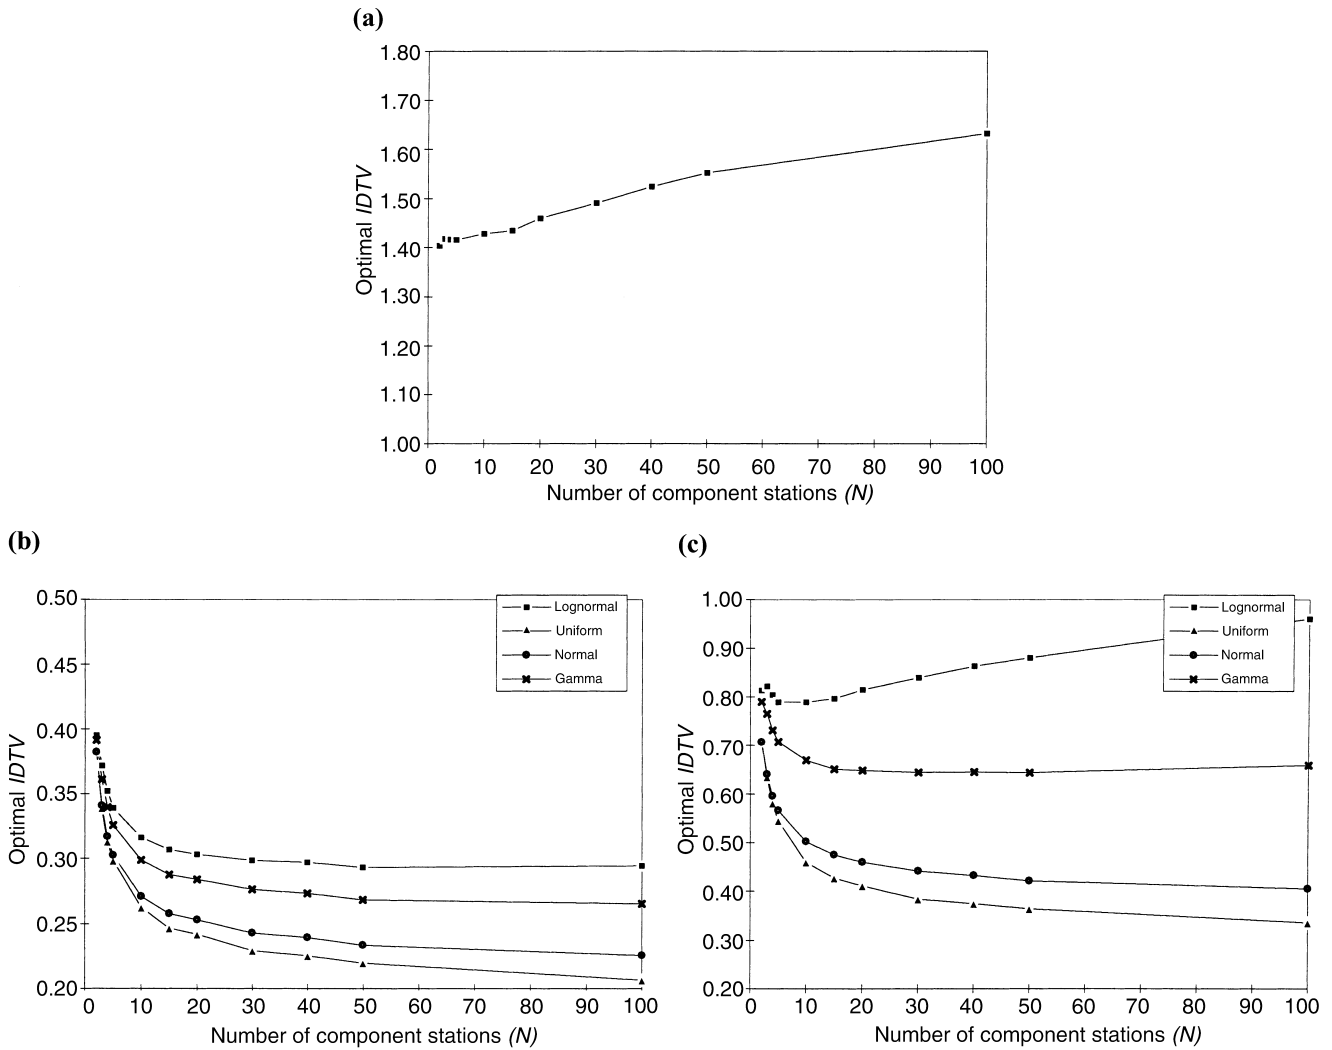 (a)
1.80
1.70
1.60
1.50
1.40
1.30
1.20
1.10
1.00
Optimal IDTV
0 10 20 30 40 50 60 70 80 90 100
Number of component stations (N)
(b)
0.50
0.45
0.40
0.35
0.30
0.25
0.20
Optimal IDTV
Lognormal
Uniform
Normal
Gamma
0 10 20 30 40 50 60 70 80 90 100
Number of component stations (N)
(c)
1.00
0.90
0.80
0.70
0.60
0.50
0.40
0.30
0.20
Optimal IDTV
Lognormal
Uniform
Normal
Gamma
0 10 20 30 40 50 60 70 80 90 100
Number of component stations (N)